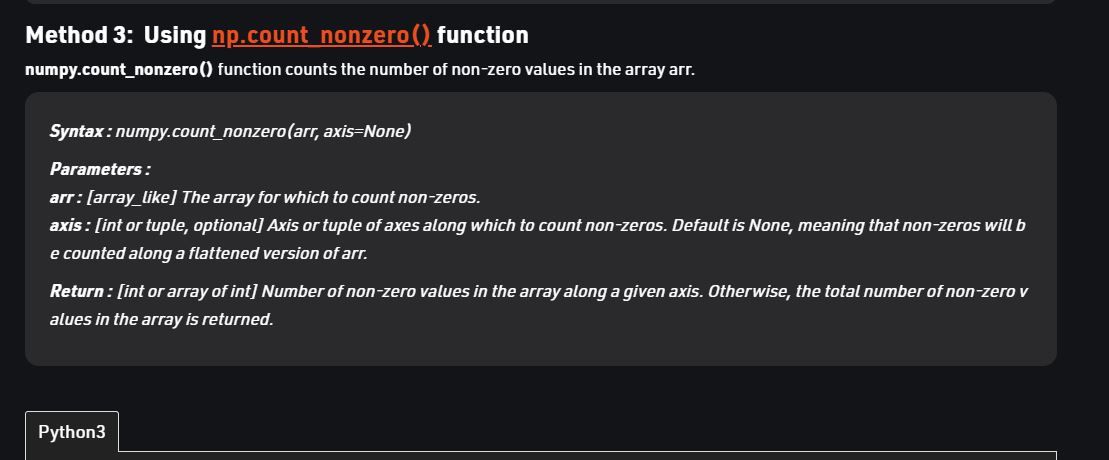 Method 3: Using np.count_nonzero() function
numpy.count_nonzero() function counts the number of non-zero values in the array arr.
Syntax : numpy.count_nonzero(arr, axis=None)
Parameters :
arr : [array_like] The array for which to count non-zeros.
axis : [int or tuple, optional] Axis or tuple of axes along which to count non-zeros. Default is None, meaning that non-zeros will b
e counted along a flattened version of arr.
Return : [int or array of int] Number of non-zero values in the array along a given axis. Otherwise, the total number of non-zero v
alues in the array is returned.
Python3